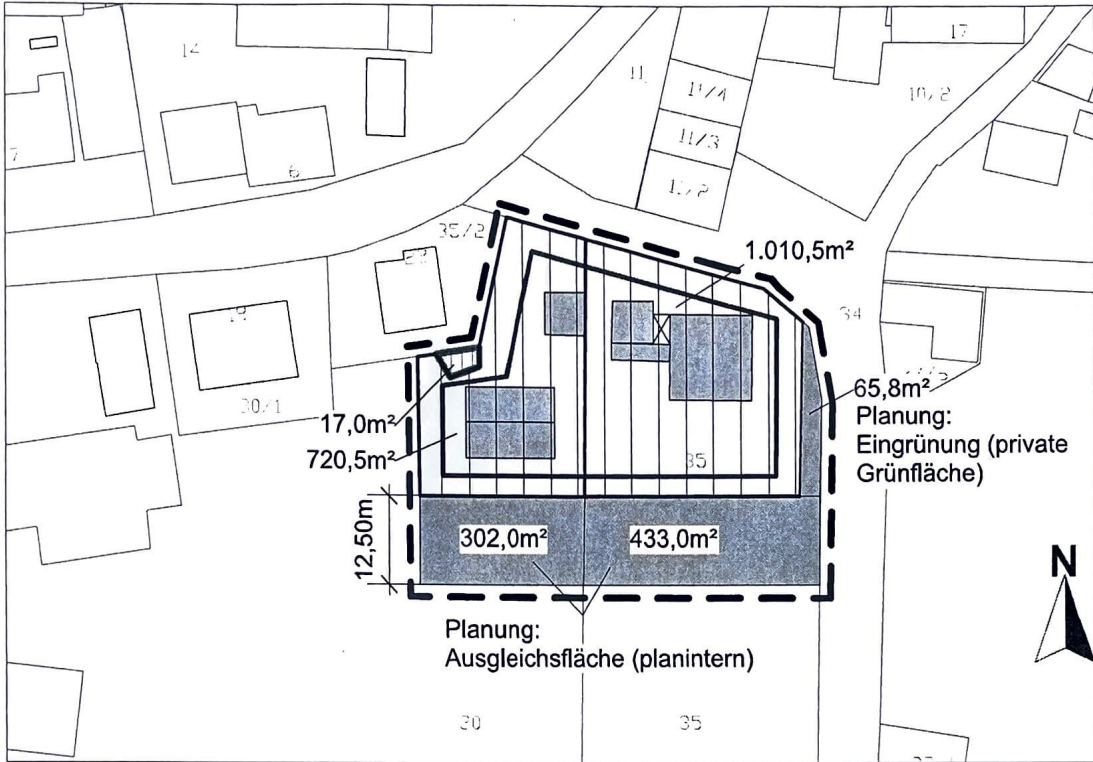 14
17
11
11/4
10/2
11/3
11/2
7
6
35/2
1.010,5m²
34
19
65,8m²
Planung:
Eingrünung (private
Grünfläche)
30/1
17,0m²
720,5m²
35
12,50m
302,0m²
433,0m²
N
Planung:
Ausgleichsfläche (planintern)
30
35